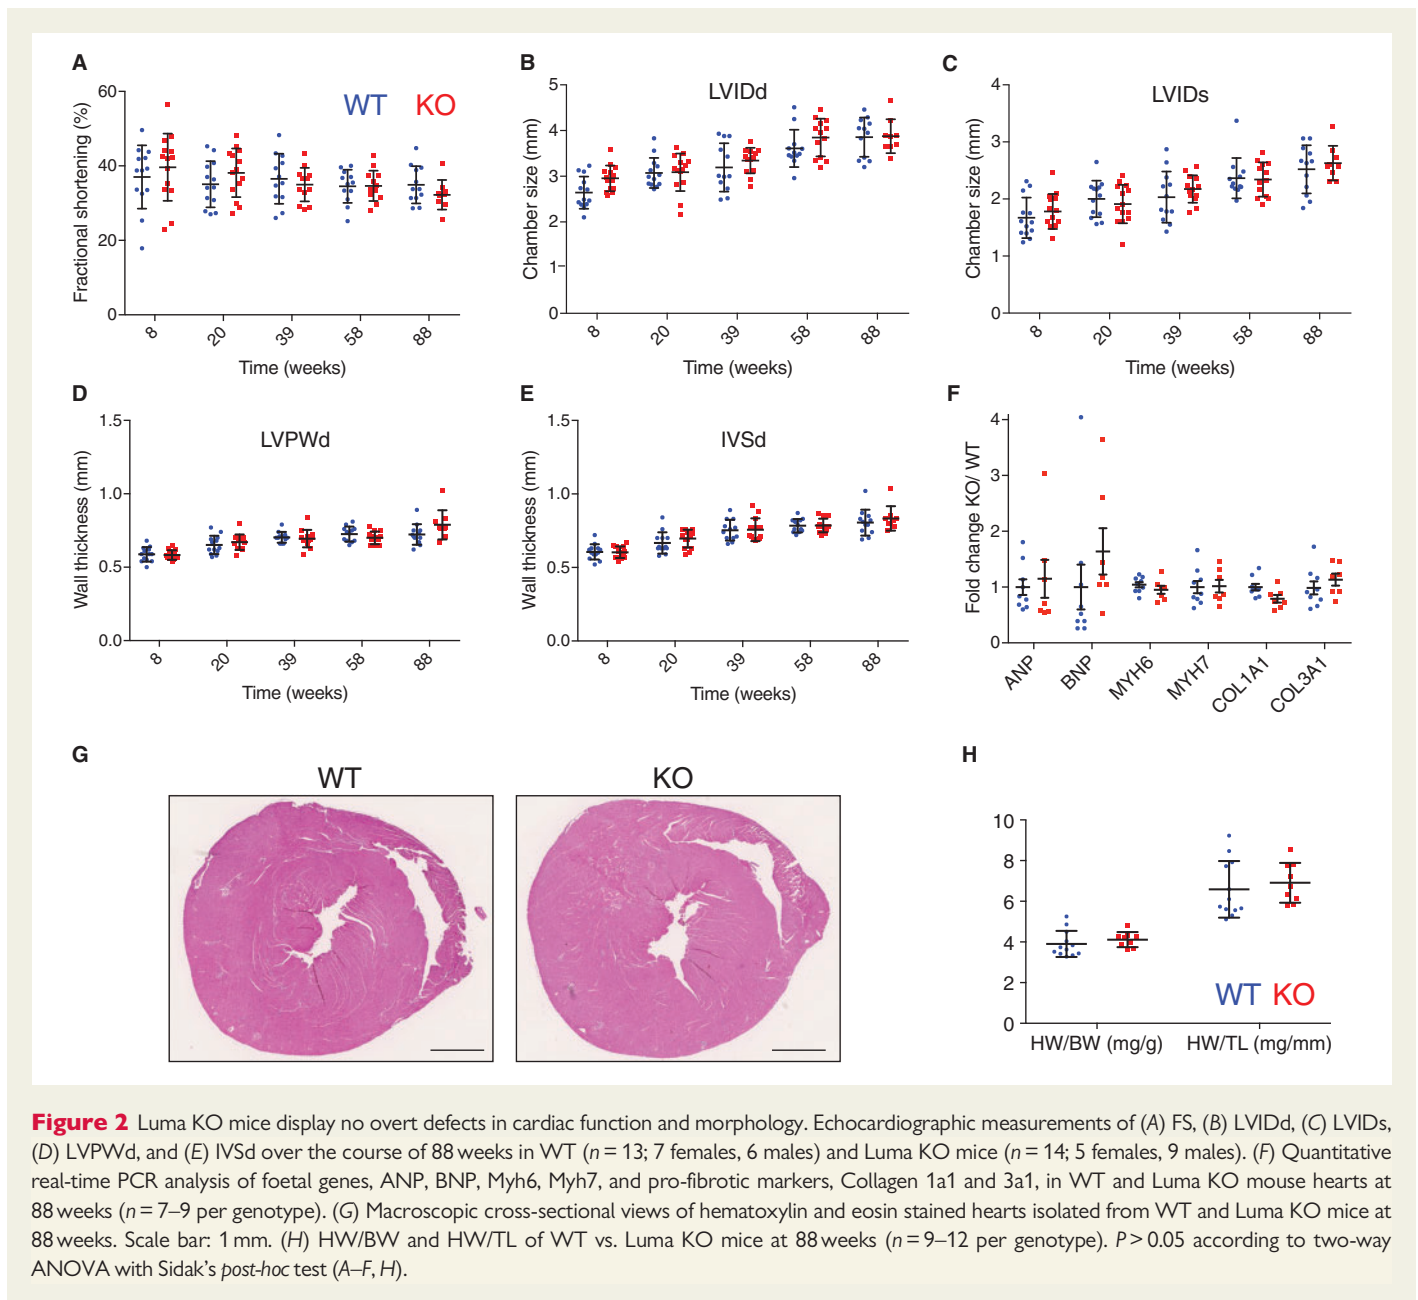 A
WT KO
Fractional shortening (%)
60
40
20
0
8 20 39 58 88
Time (weeks)
B
LVIDd
Chamber size (mm)
5
4
3
2
1
0
8 20 39 58 88
Time (weeks)
C
LVIDs
Chamber size (mm)
4
3
2
1
0
8 20 39 58 88
Time (weeks)
D
LVPWd
Wall thickness (mm)
1.5
1.0
0.5
0.0
8 20 39 58 88
Time (weeks)
E
IVSd
Wall thickness (mm)
1.5
1.0
0.5
0.0
8 20 39 58 88
Time (weeks)
F
Fold change KO/ WT
4
3
2
1
0
ANP BNP MYH6 MYH7 COL1A1 COL3A1
G
WT KO
H
10
8
6
4
2
0
WT KO
HW/BW (mg/g) HW/TL (mg/mm)
Figure 2 Luma KO mice display no overt defects in cardiac function and morphology. Echocardiographic measurements of (A) FS, (B) LVIDd, (C) LVIDs,
(D) LVPWd, and (E) IVSd over the course of 88 weeks in WT (n = 13; 7 females, 6 males) and Luma KO mice (n = 14; 5 females, 9 males). (F) Quantitative
real-time PCR analysis of foetal genes, ANP, BNP, Myh6, Myh7, and pro-fibrotic markers, Collagen 1a1 and 3a1, in WT and Luma KO mouse hearts at
88 weeks (n = 7–9 per genotype). (G) Macroscopic cross-sectional views of hematoxylin and eosin stained hearts isolated from WT and Luma KO mice at
88 weeks. Scale bar: 1 mm. (H) HW/BW and HW/TL of WT vs. Luma KO mice at 88 weeks (n = 9–12 per genotype). P > 0.05 according to two-way
ANOVA with Sidak's post-hoc test (A–F, H).